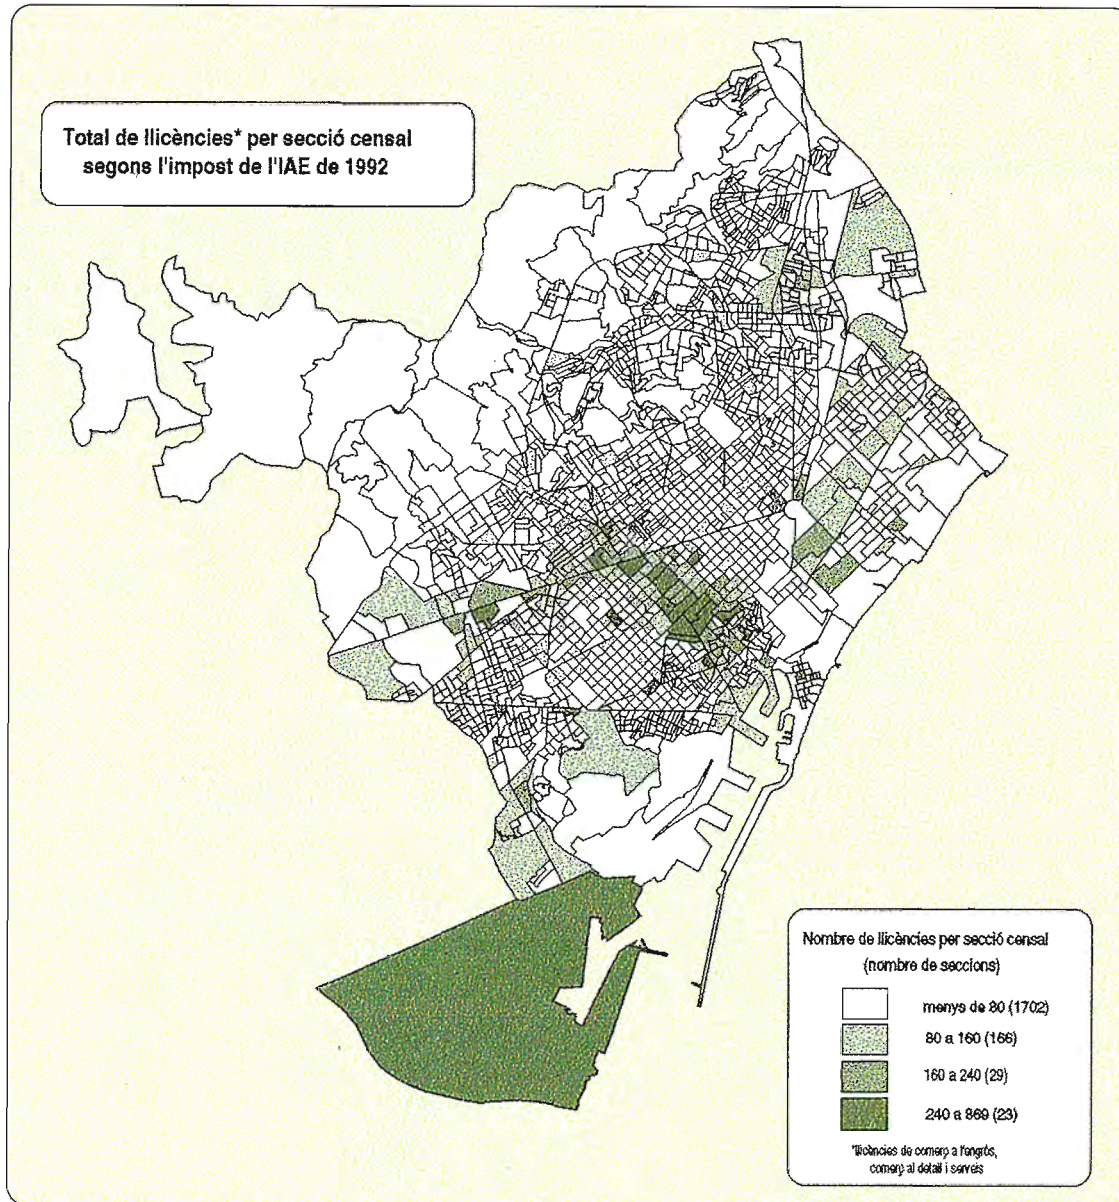 Total de llicències* per secció censal
segons l'impost de l'IAE de 1992
Nombre de llicències per secció censal
(nombre de seccions)
menys de 80 (1702)
80 a 160 (166)
160 a 240 (29)
240 a 869 (23)
*llicències de comerç a l'engròs,
comerç al detall i serveis